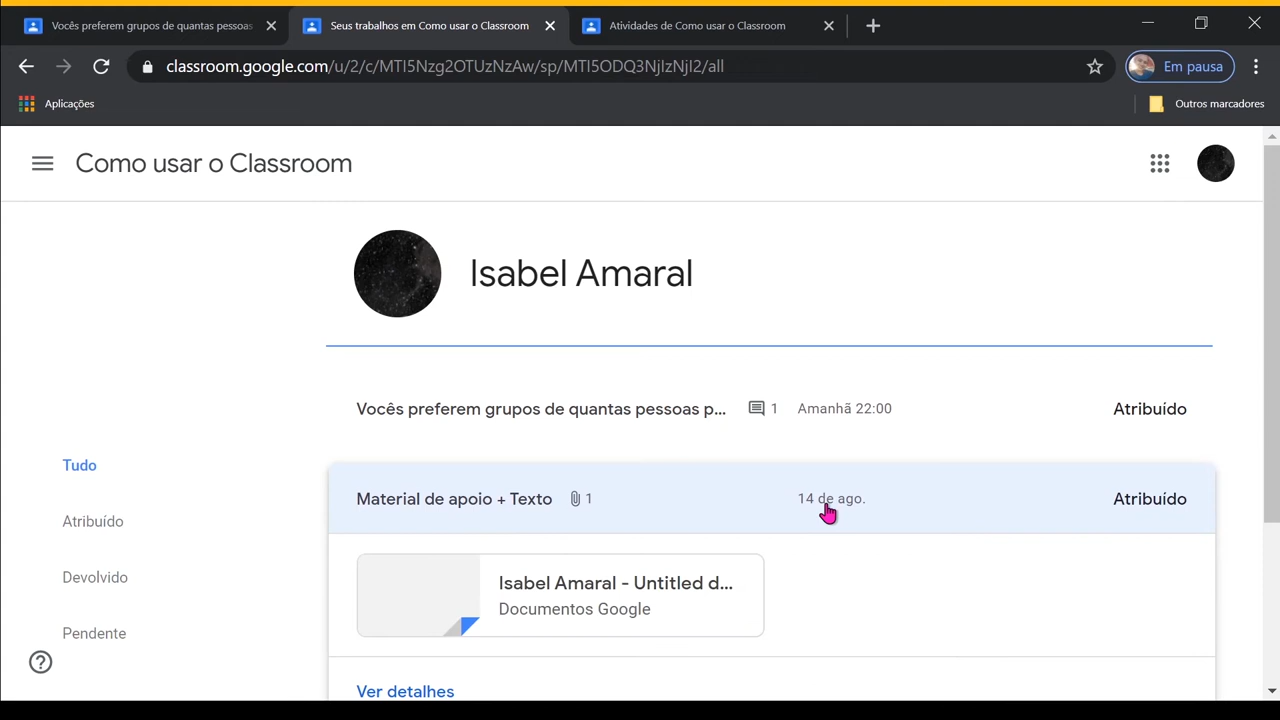 Vocês preferem grupos de quantas pessoas
Seus trabalhos em Como usar o Classroom
Atividades de Como usar o Classroom
classroom.google.com/u/2/c/MTI5Nzg2OTUzNzAw/sp/MTI5ODQ3NjIzNjI2/all
Em pausa
Aplicações
Outros marcadores
Como usar o Classroom
Isabel Amaral
Vocês preferem grupos de quantas pessoas p... 1 Amanhã 22:00 Atribuído
Tudo
Material de apoio + Texto 1 14 de ago. Atribuído
Atribuído
Devolvido
Isabel Amaral - Untitled d...
Documentos Google
Pendente
Ver detalhes